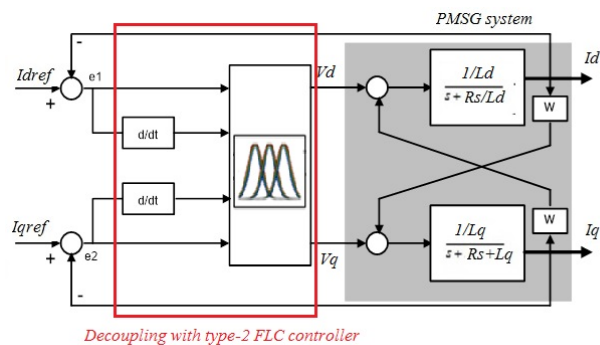 PMSG system
-
Idref
+
e1
d/dt
Vd
1/Ld
s + Rs/Ld
Id
W
d/dt
W
Iqref
+
e2
-
Vq
1/Lq
s + Rs+Lq
Iq
Decoupling with type-2 FLC controller